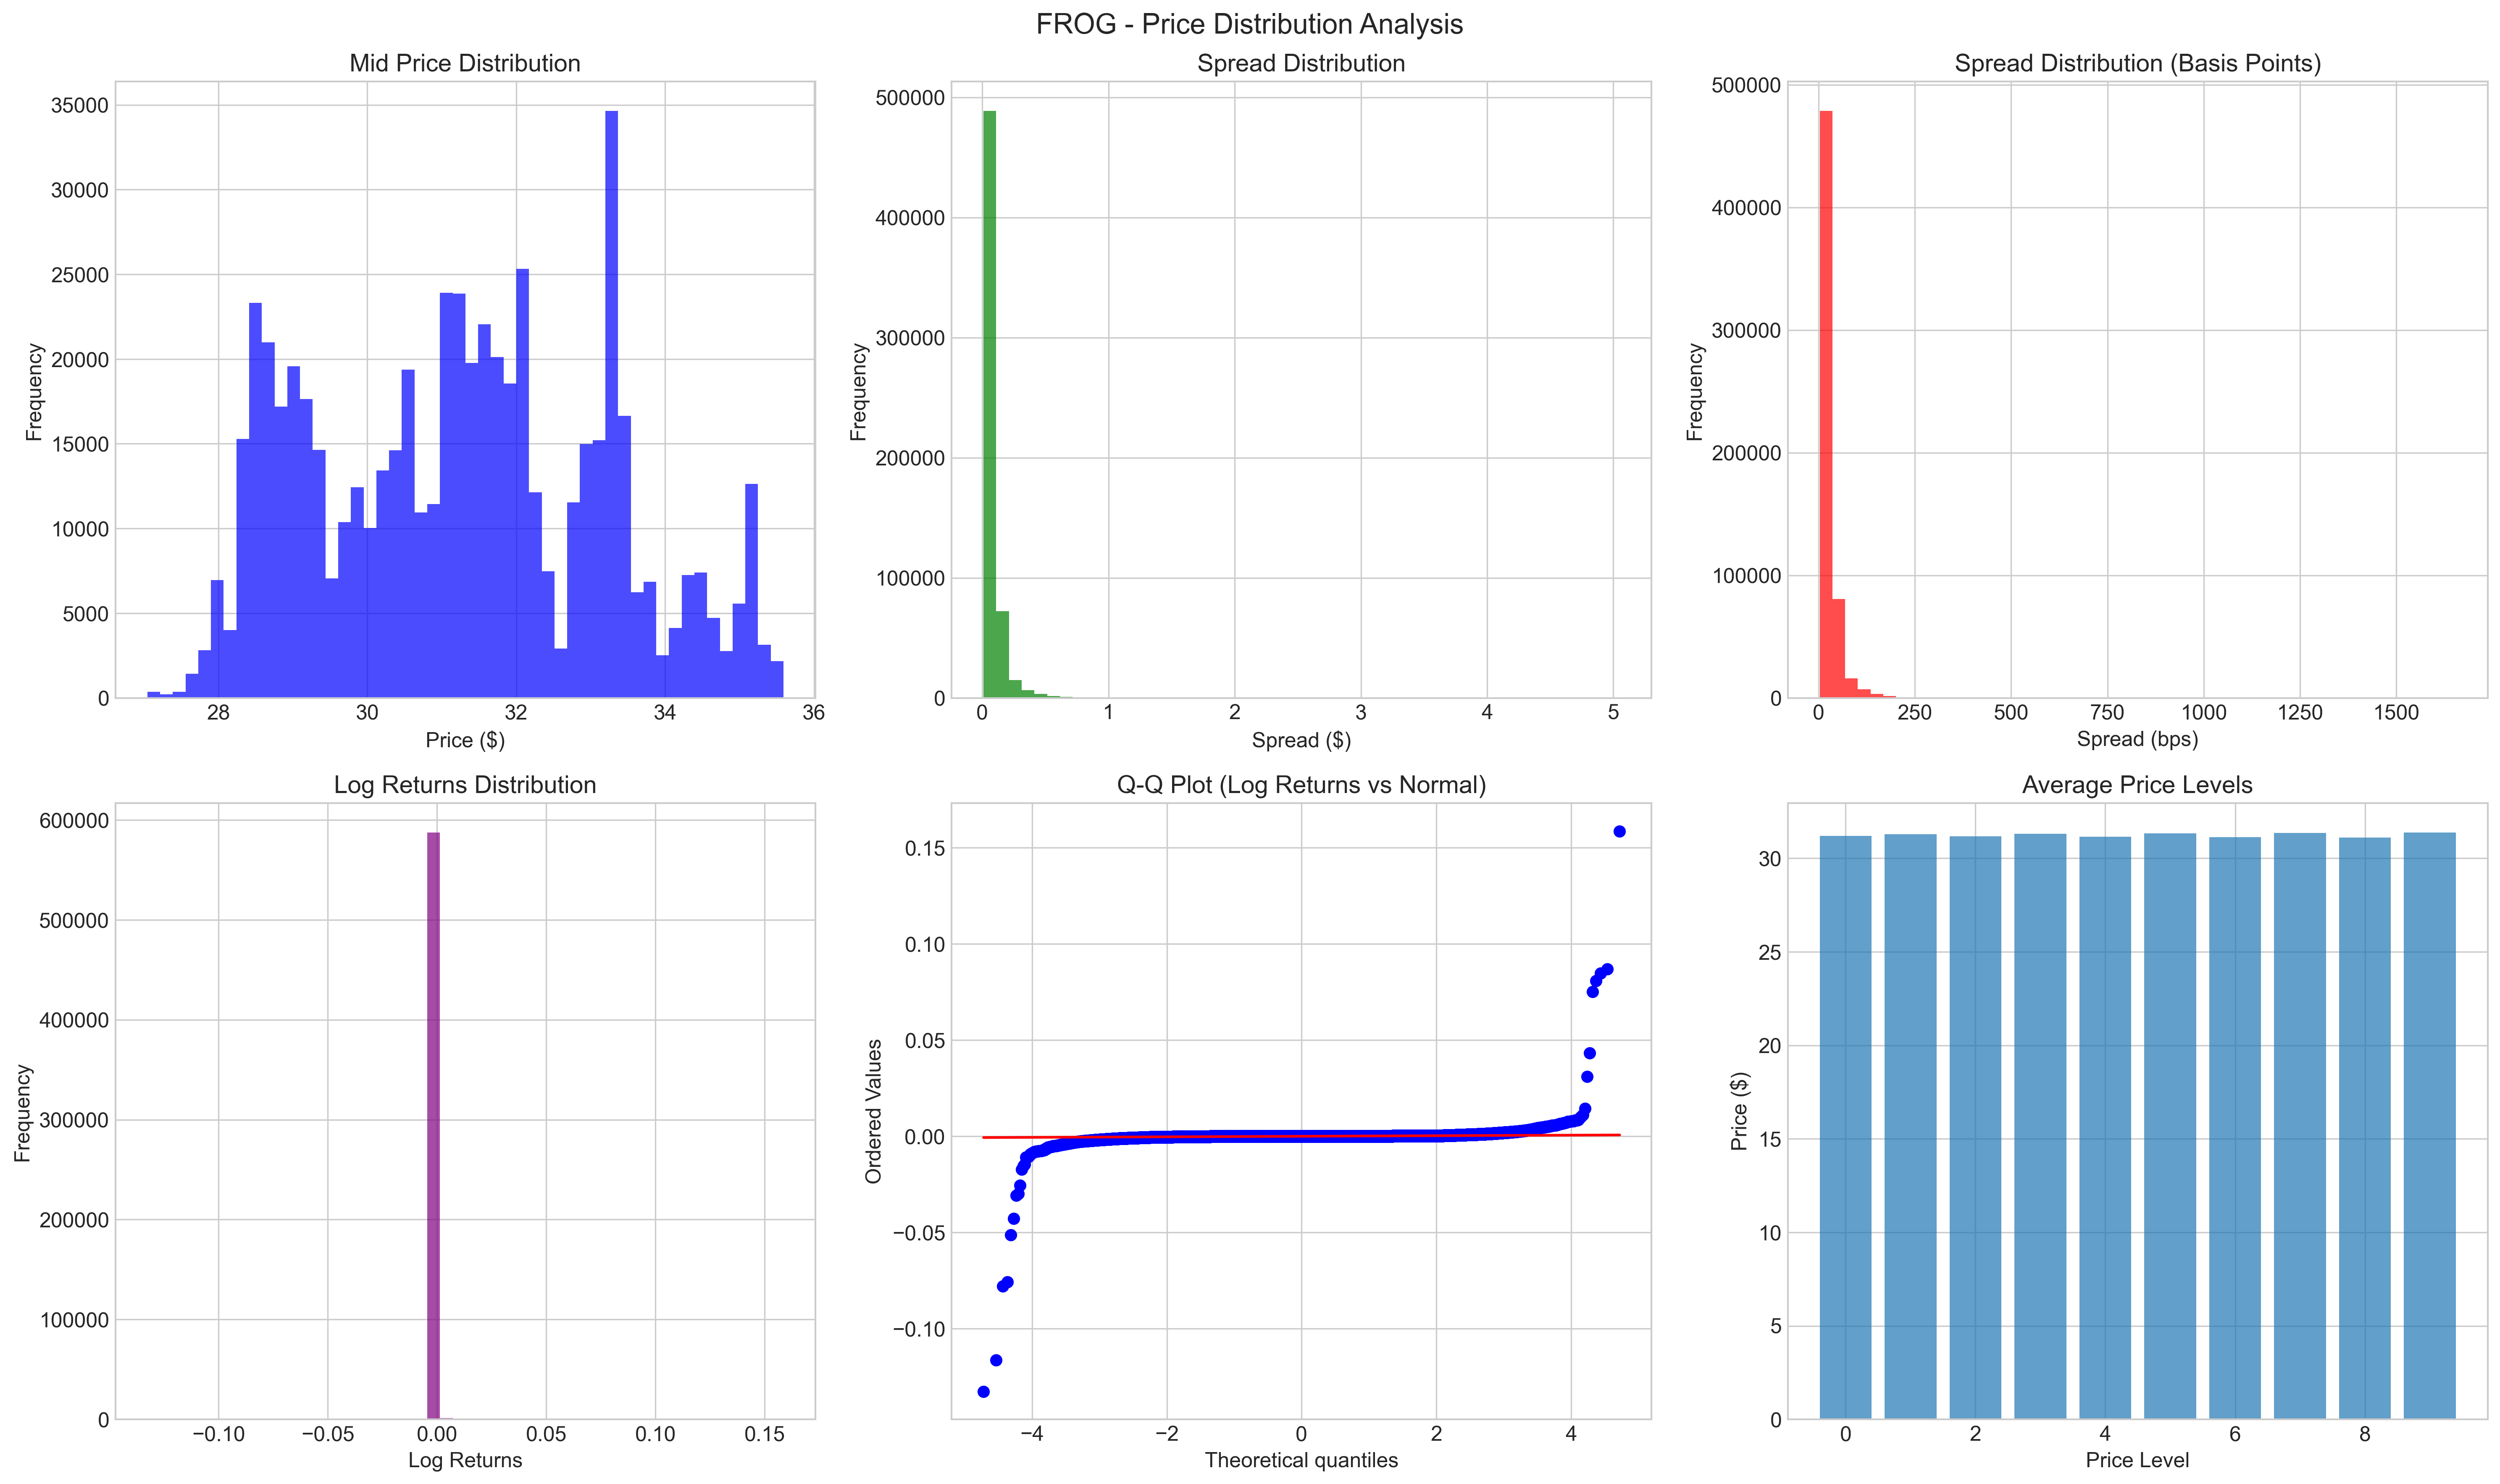 FROG - Price Distribution Analysis
Mid Price Distribution
35000
30000
25000
20000
15000
10000
5000
0
Frequency
28 30 32 34 36
Price ($)
Spread Distribution
500000
400000
300000
200000
100000
0
Frequency
0 1 2 3 4 5
Spread ($)
Spread Distribution (Basis Points)
500000
400000
300000
200000
100000
0
Frequency
0 250 500 750 1000 1250 1500
Spread (bps)
Log Returns Distribution
600000
500000
400000
300000
200000
100000
0
Frequency
−0.10 −0.05 0.00 0.05 0.10 0.15
Log Returns
Q-Q Plot (Log Returns vs Normal)
0.15
0.10
0.05
0.00
−0.05
−0.10
Ordered Values
−4 −2 0 2 4
Theoretical quantiles
Average Price Levels
30
25
20
15
10
5
0
Price ($)
0 2 4 6 8
Price Level